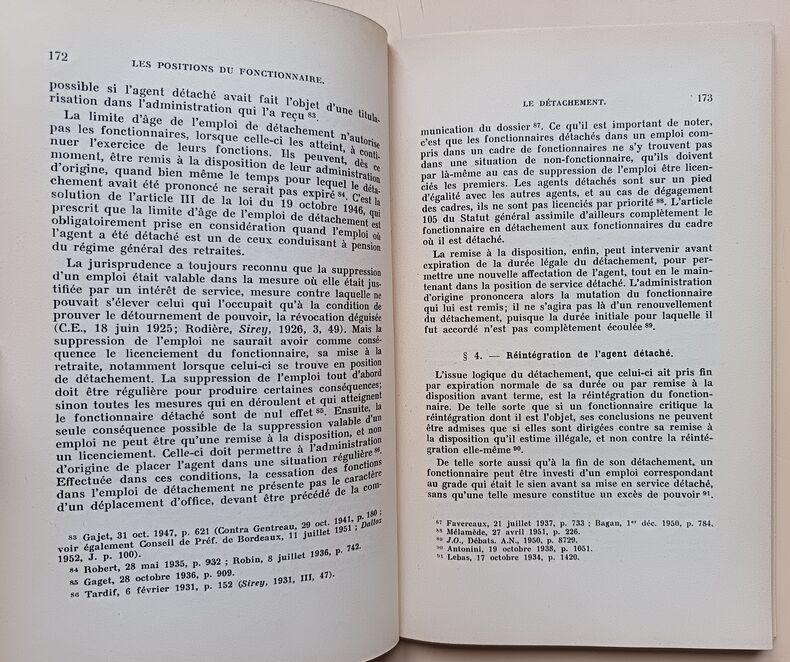 172
LES POSITIONS DU FONCTIONNAIRE.
possible si l'agent détaché avait fait l'objet d'une titula-
risation dans l'administration qui l'a reçu 83.
La limite d'âge de l'emploi de détachement n'autorise
pas les fonctionnaires, lorsque celle-ci les atteint, à conti-
nuer l'exercice de leurs fonctions. Ils peuvent, dès ce
moment, être remis à la disposition de leur administration
d'origine, quand bien même le temps pour lequel le déta-
chement avait été prononcé ne serait pas expiré 84. C'est la
solution de l'article III de la loi du 19 octobre 1946, qui
prescrit que la limite d'âge de l'emploi de détachement est
obligatoirement prise en considération quand l'emploi où
l'agent a été détaché est un de ceux conduisant à pension
du régime général des retraites.
La jurisprudence a toujours reconnu que la suppression
d'un emploi était valable dans la mesure où elle était jus-
tifiée par un intérêt de service, mesure contre laquelle ne
pouvait s'élever celui qui l'occupait qu'à la condition de
prouver le détournement de pouvoir, la révocation déguisée
(C.E., 18 juin 1925; Rodière, Sirey, 1926, 3, 49). Mais la
suppression de l'emploi ne saurait avoir comme consé-
quence le licenciement du fonctionnaire, sa mise à la
retraite, notamment lorsque celui-ci se trouve en position
de détachement. La suppression de l'emploi tout d'abord
doit être régulière pour produire certaines conséquences;
sinon toutes les mesures qui en déroulent et qui atteignent
le fonctionnaire détaché sont de nul effet 85. Ensuite, la
seule conséquence possible de la suppression valable d'un
emploi ne peut être qu'une remise à la disposition, et non
un licenciement. Celle-ci doit permettre à l'administration
d'origine de placer l'agent dans une situation régulière 86.
Effectuée dans ces conditions, la cessation des fonctions
dans l'emploi de détachement ne présente pas le caractère
d'un déplacement d'office, devant être précédé de la com-
83 Gajet, 31 oct. 1947, p. 621 (Contra Gentreau, 29 oct. 1941, p. 180 ;
voir également Conseil de Préf. de Bordeaux, 11 juillet 1951 ; Dalloz
1952, J. p. 100).
84 Robert, 28 mai 1935, p. 932 ; Robin, 8 juillet 1936, p. 742.
85 Gaget, 28 octobre 1936, p. 909.
86 Tardif, 6 février 1931, p. 152 (Sirey, 1931, III, 47).
LE DÉTACHEMENT.
173
munication du dossier 87. Ce qu'il est important de noter,
c'est que les fonctionnaires détachés dans un emploi com-
pris dans un cadre de fonctionnaires ne s'y trouvent pas
dans une situation de non-fonctionnaire, qu'ils doivent
par là-même au cas de suppression de l'emploi être licen-
ciés les premiers. Les agents détachés sont sur un pied
d'égalité avec les autres agents, et au cas de dégagement
des cadres, ils ne sont pas licenciés par priorité 88. L'article
105 du Statut général assimile d'ailleurs complètement le
fonctionnaire en détachement aux fonctionnaires du cadre
où il est détaché.
La remise à la disposition, enfin, peut intervenir avant
expiration de la durée légale du détachement, pour per-
mettre une nouvelle affectation de l'agent, tout en le main-
tenant dans la position de service détaché. L'administration
d'origine prononcera alors la mutation du fonctionnaire
qui lui est remis; il ne s'agira pas là d'un renouvellement
du détachement, puisque la durée initiale pour laquelle il
fut accordé n'est pas complètement écoulée 89.
§ 4. — Réintégration de l'agent détaché.
L'issue logique du détachement, que celui-ci ait pris fin
par expiration normale de sa durée ou par remise à la
disposition avant terme, est la réintégration du fonction-
naire. De telle sorte que si un fonctionnaire critique la
réintégration dont il est l'objet, ses conclusions ne peuvent
être admises que si elles sont dirigées contre sa remise à
la disposition qu'il estime illégale, et non contre la réinté-
gration elle-même 90.
De telle sorte aussi qu'à la fin de son détachement, un
fonctionnaire peut être investi d'un emploi correspondant
au grade qui était le sien avant sa mise en service détaché,
sans qu'une telle mesure constitue un excès de pouvoir 91.
87 Favereaux, 21 juillet 1937, p. 733 ; Bagan, 1er déc. 1950, p. 784.
88 Mélamède, 27 avril 1951, p. 226.
89 J.O., Débats. A.N., 1950, p. 8729.
90 Antonini, 19 octobre 1938, p. 1051.
91 Lebas, 17 octobre 1934, p. 1420.